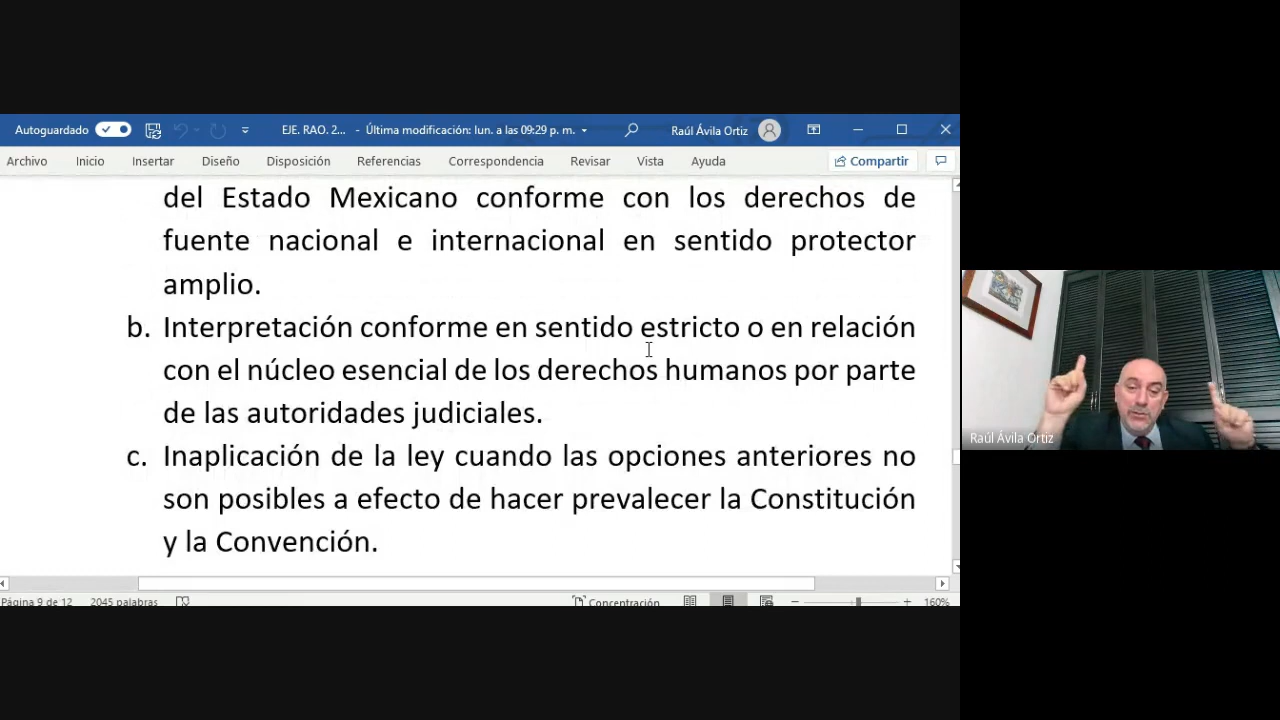 Autoguardado EJE. RAO. 2... - Última modificación: lun. a las 09:29 p. m. Raúl Ávila Ortiz
Archivo Inicio Insertar Diseño Disposición Referencias Correspondencia Revisar Vista Ayuda Compartir
del Estado Mexicano conforme con los derechos de
fuente nacional e internacional en sentido protector
amplio.
b. Interpretación conforme en sentido estricto o en relación
con el núcleo esencial de los derechos humanos por parte
de las autoridades judiciales.
c. Inaplicación de la ley cuando las opciones anteriores no
son posibles a efecto de hacer prevalecer la Constitución
y la Convención.
Página 9 de 12 2045 palabras Concentración 160%
Raúl Ávila Ortiz